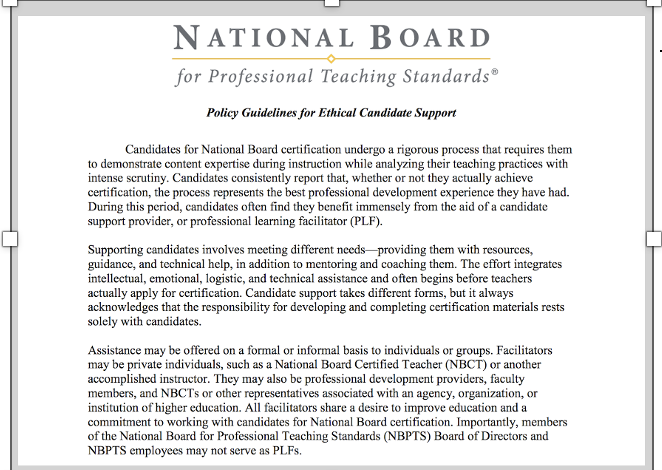 NATIONAL BOARD
for Professional Teaching Standards®
Policy Guidelines for Ethical Candidate Support
Candidates for National Board certification undergo a rigorous process that requires them
to demonstrate content expertise during instruction while analyzing their teaching practices with
intense scrutiny. Candidates consistently report that, whether or not they actually achieve
certification, the process represents the best professional development experience they have had.
During this period, candidates often find they benefit immensely from the aid of a candidate
support provider, or professional learning facilitator (PLF).
Supporting candidates involves meeting different needs—providing them with resources,
guidance, and technical help, in addition to mentoring and coaching them. The effort integrates
intellectual, emotional, logistic, and technical assistance and often begins before teachers
actually apply for certification. Candidate support takes different forms, but it always
acknowledges that the responsibility for developing and completing certification materials rests
solely with candidates.
Assistance may be offered on a formal or informal basis to individuals or groups. Facilitators
may be private individuals, such as a National Board Certified Teacher (NBCT) or another
accomplished instructor. They may also be professional development providers, faculty
members, and NBCTs or other representatives associated with an agency, organization, or
institution of higher education. All facilitators share a desire to improve education and a
commitment to working with candidates for National Board certification. Importantly, members
of the National Board for Professional Teaching Standards (NBPTS) Board of Directors and
NBPTS employees may not serve as PLFs.